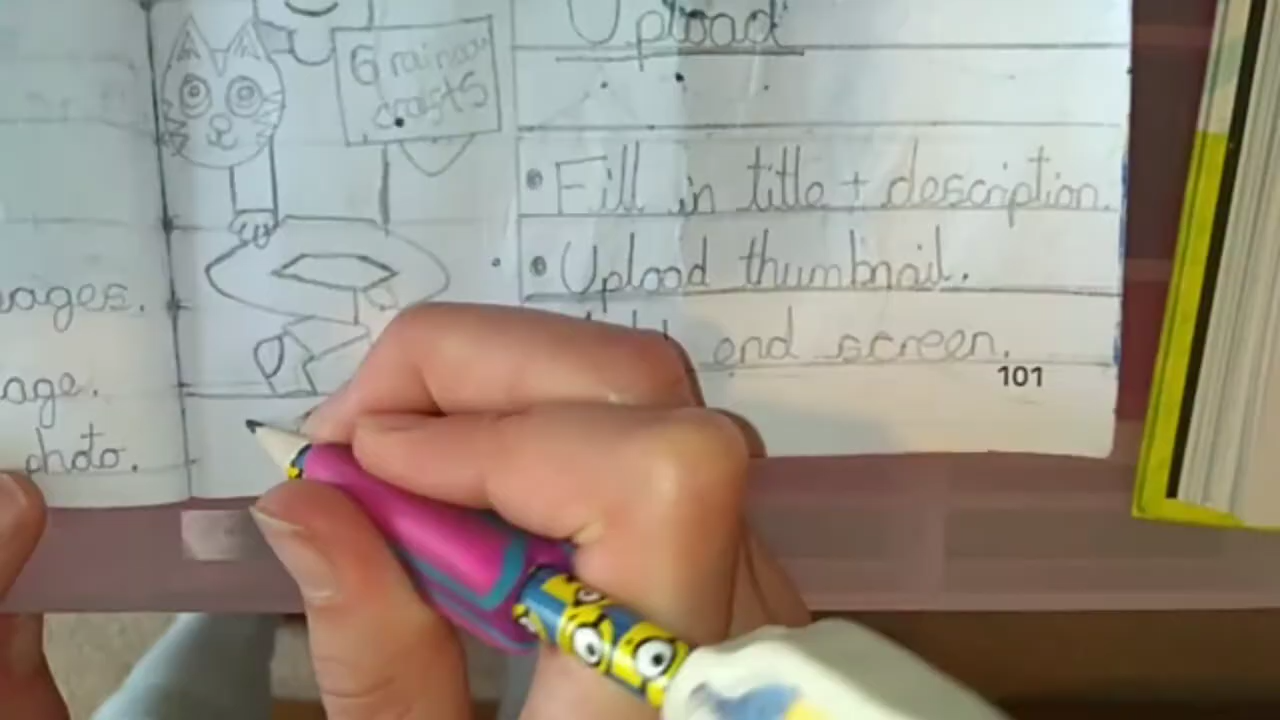 Upload
6 rainbow
crafts
• Fill in title + description.
• Upload thumbnail.
end screen.
101
ages.
age.
photo.